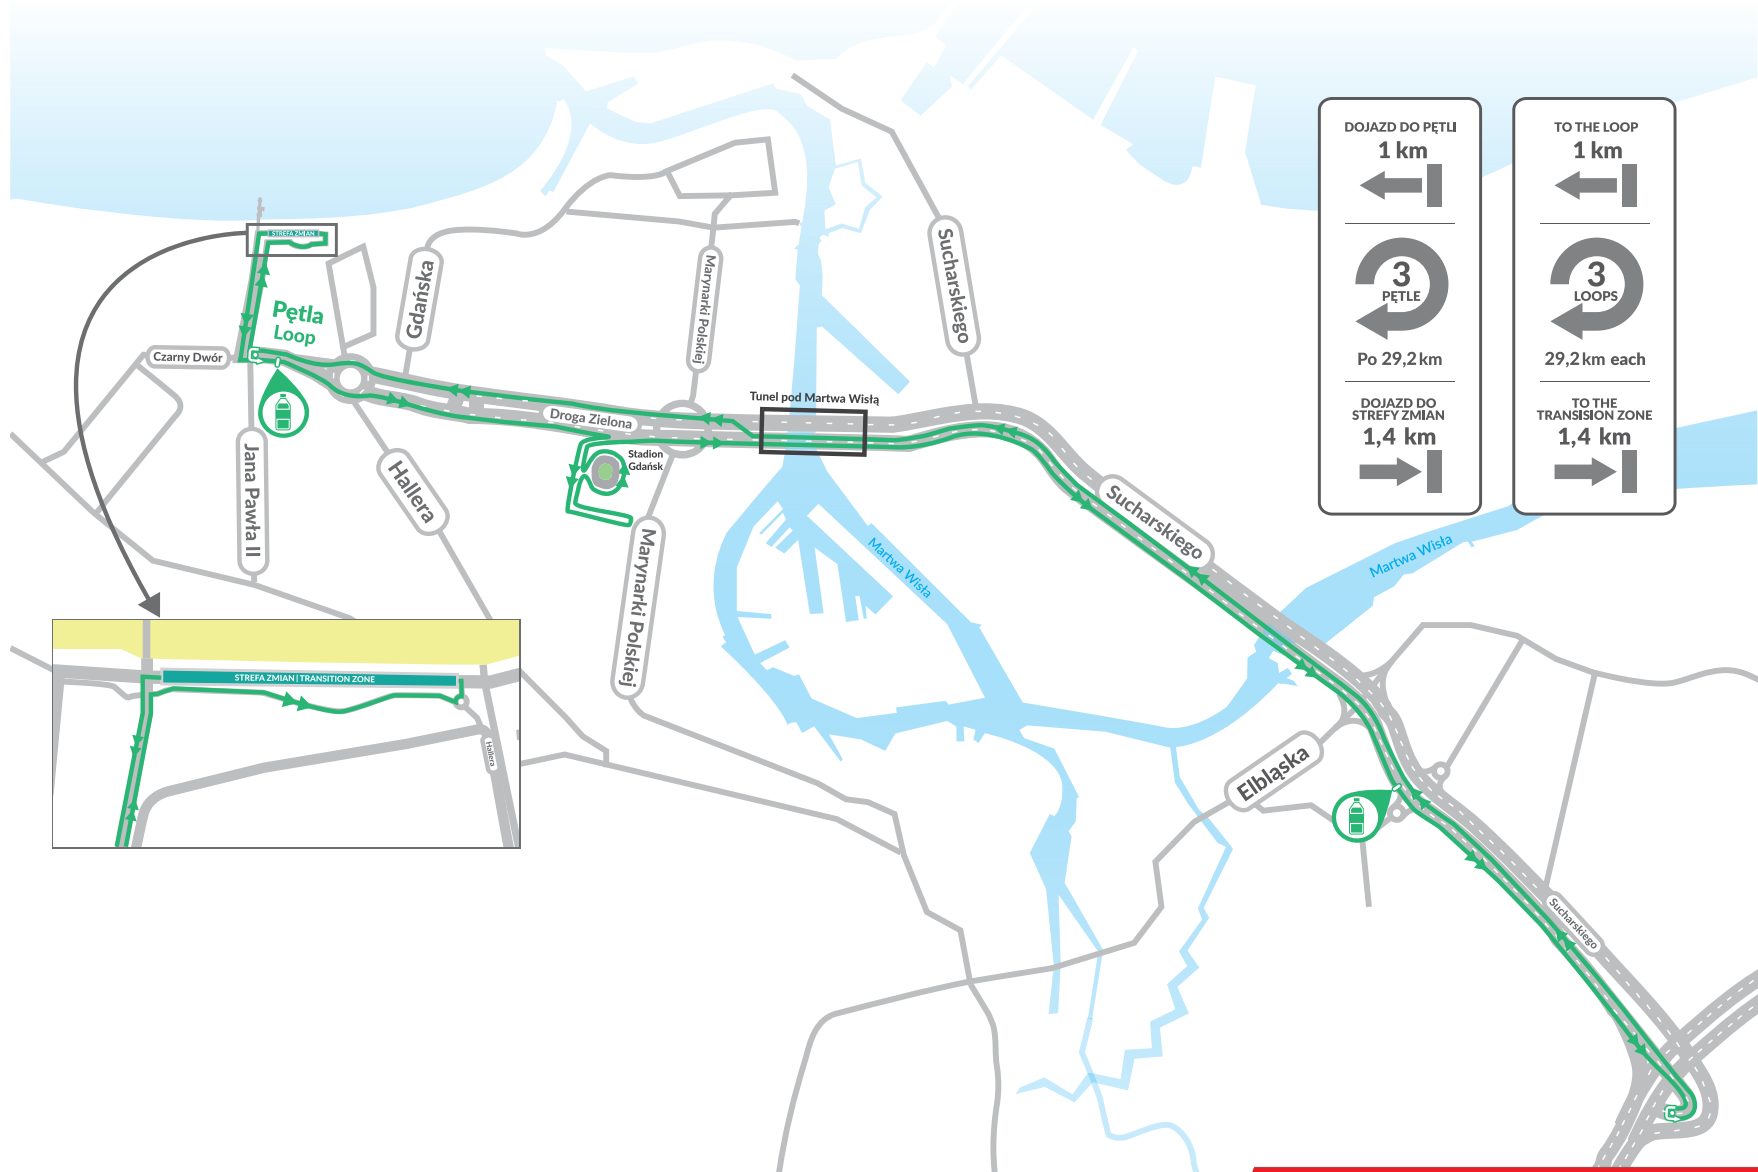 DOJAZD DO PĘTLI
1 km
3
PĘTLE
Po 29,2 km
DOJAZD DO
STREFY ZMIAN
1,4 km
TO THE LOOP
1 km
3
LOOPS
29,2 km each
TO THE
TRANSISION ZONE
1,4 km
STREFA ZMIAN
Pętla
Loop
Czarny Dwór
Gdańska
Marynarki Polskiej
Sucharskiego
Tunel pod Martwa Wisłą
Droga Zielona
Stadion
Gdańsk
Jana Pawła II
Hallera
Marynarki Polskiej
Sucharskiego
Martwa Wisła
Martwa Wisła
STREFA ZMIAN | TRANSITION ZONE
Hallera
Elbląska
Sucharskiego